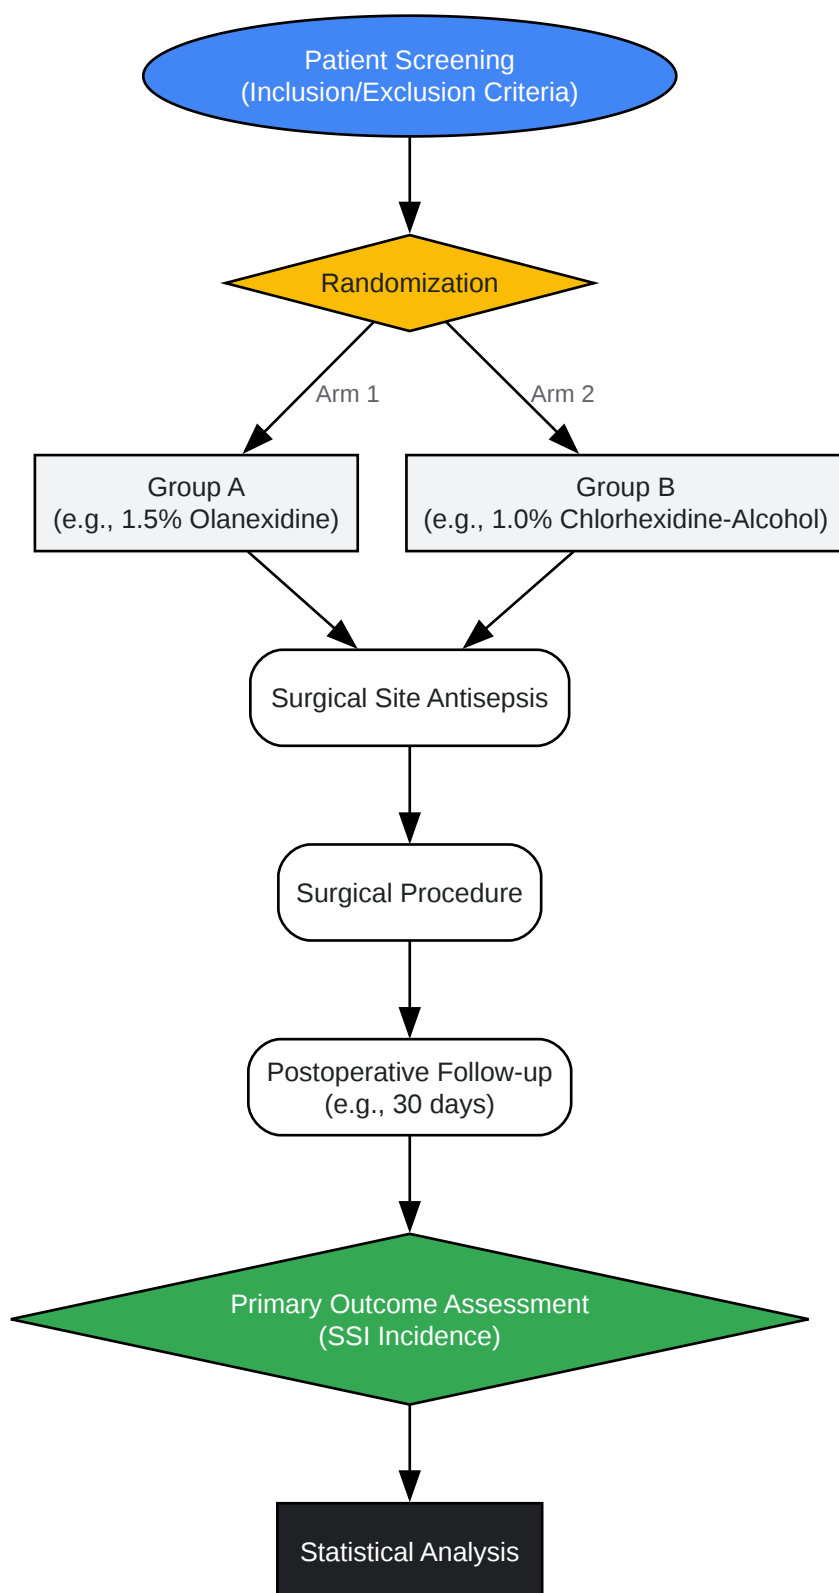 Patient Screening
(Inclusion/Exclusion Criteria)
Randomization
Arm 1
Arm 2
Group A
(e.g., 1.5% Olanexidine)
Group B
(e.g., 1.0% Chlorhexidine-Alcohol)
Surgical Site Antisepsis
Surgical Procedure
Postoperative Follow-up
(e.g., 30 days)
Primary Outcome Assessment
(SSI Incidence)
Statistical Analysis